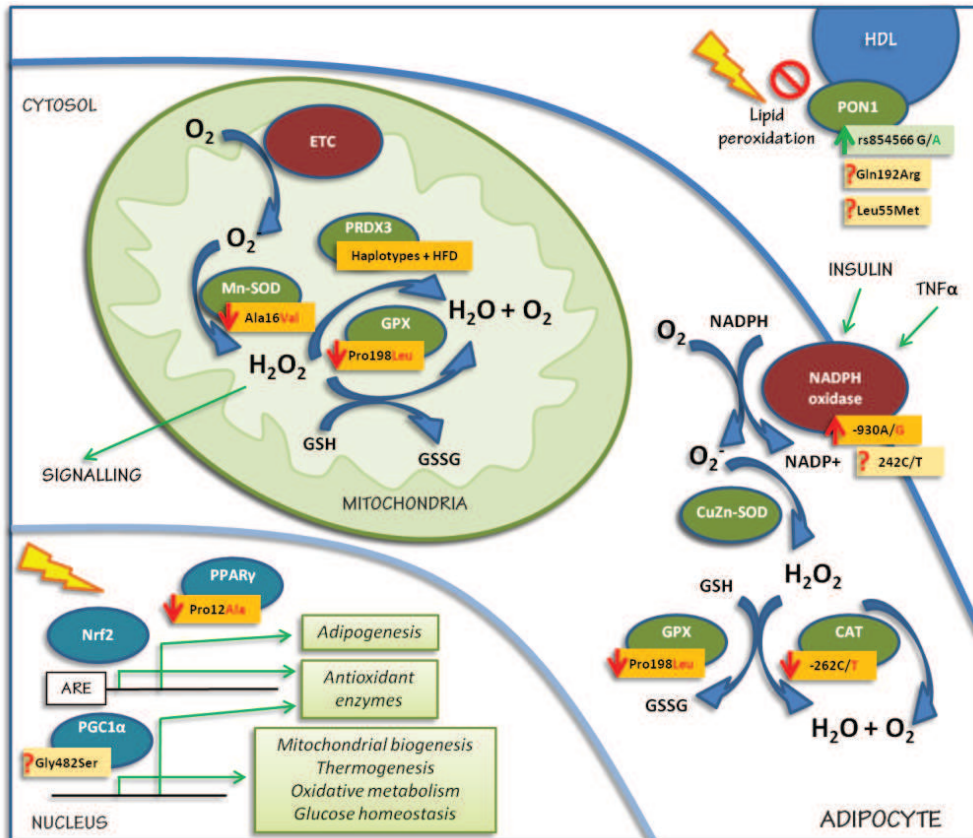 CYTOSOL
O2
ETC
O2-
PRDX3
Haplotypes + HFD
Mn-SOD
Ala16Val
H2O2
GPX
Pro198Leu
H2O + O2
GSH
GSSG
SIGNALLING
MITOCHONDRIA
HDL
PON1
Lipid
peroxidation
rs854566 G/A
?Gln192Arg
?Leu55Met
INSULIN
TNFα
O2
NADPH
NADPH
oxidase
-930A/G
? 242C/T
O2-
NADP+
CuZn-SOD
H2O2
GSH
GPX
Pro198Leu
GSSG
CAT
-262C/T
H2O + O2
ADIPOCYTE
PPARγ
Pro12Ala
Nrf2
ARE
Adipogenesis
Antioxidant
enzymes
PGC1α
?Gly482Ser
Mitochondrial biogenesis
Thermogenesis
Oxidative metabolism
Glucose homeostasis
NUCLEUS